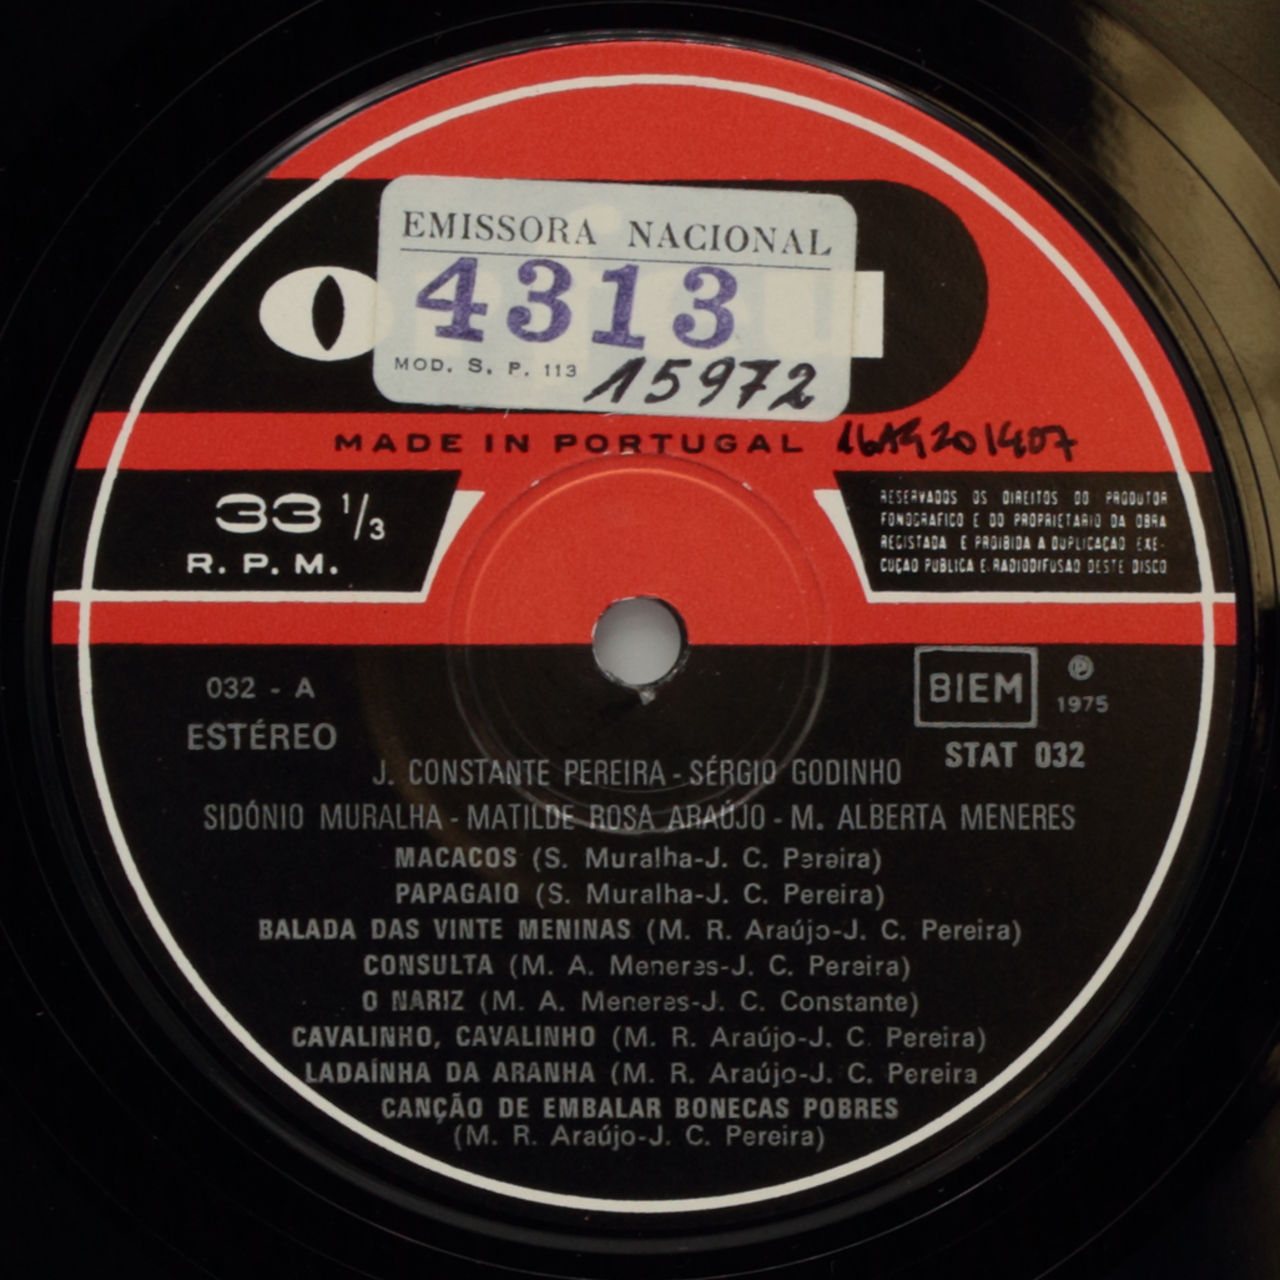 EMISSORA NACIONAL
4313
MOD. S. P. 113
15972
MADE IN PORTUGAL
33 1/3
R. P. M.
RESERVADOS OS DIREITOS DO PRODUTOR
FONOGRAFICO E DO PROPRIETARIO DA OBRA
REGISTADA E PROIBIDA A DUPLICAÇÃO EXE-
CUÇAO PUBLICA E RADIODIFUSAO DESTE DISCO
032 - A
ESTÉREO
BIEM
℗
1975
STAT 032
J. CONSTANTE PEREIRA - SÉRGIO GODINHO
SIDÓNIO MURALHA - MATILDE ROSA ARAÚJO - M. ALBERTA MENERES
MACACOS (S. Muralha-J. C. Pereira)
PAPAGAIO (S. Muralha-J. C. Pereira)
BALADA DAS VINTE MENINAS (M. R. Araújo-J. C. Pereira)
CONSULTA (M. A. Meneres-J. C. Pereira)
O NARIZ (M. A. Meneres-J. C. Constante)
CAVALINHO, CAVALINHO (M. R. Araújo-J. C. Pereira)
LADAÍNHA DA ARANHA (M. R. Araújo-J. C. Pereira
CANÇÃO DE EMBALAR BONECAS POBRES
(M. R. Araújo-J. C. Pereira)